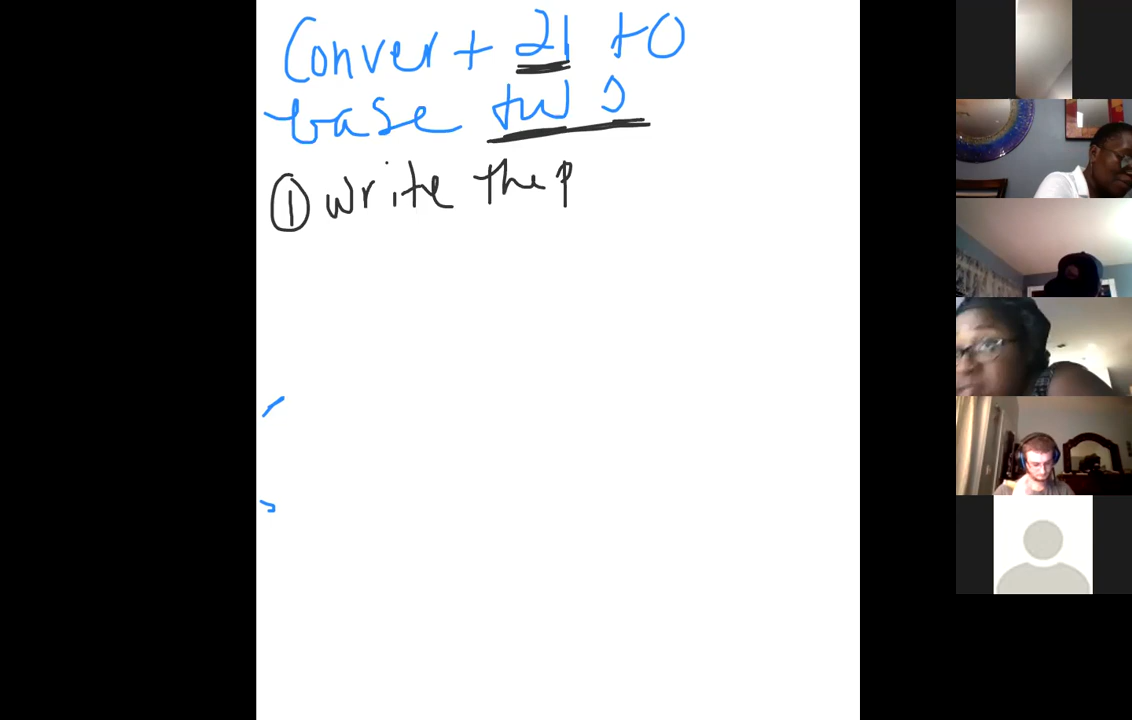 Convert 21 to
base two
① Write the p